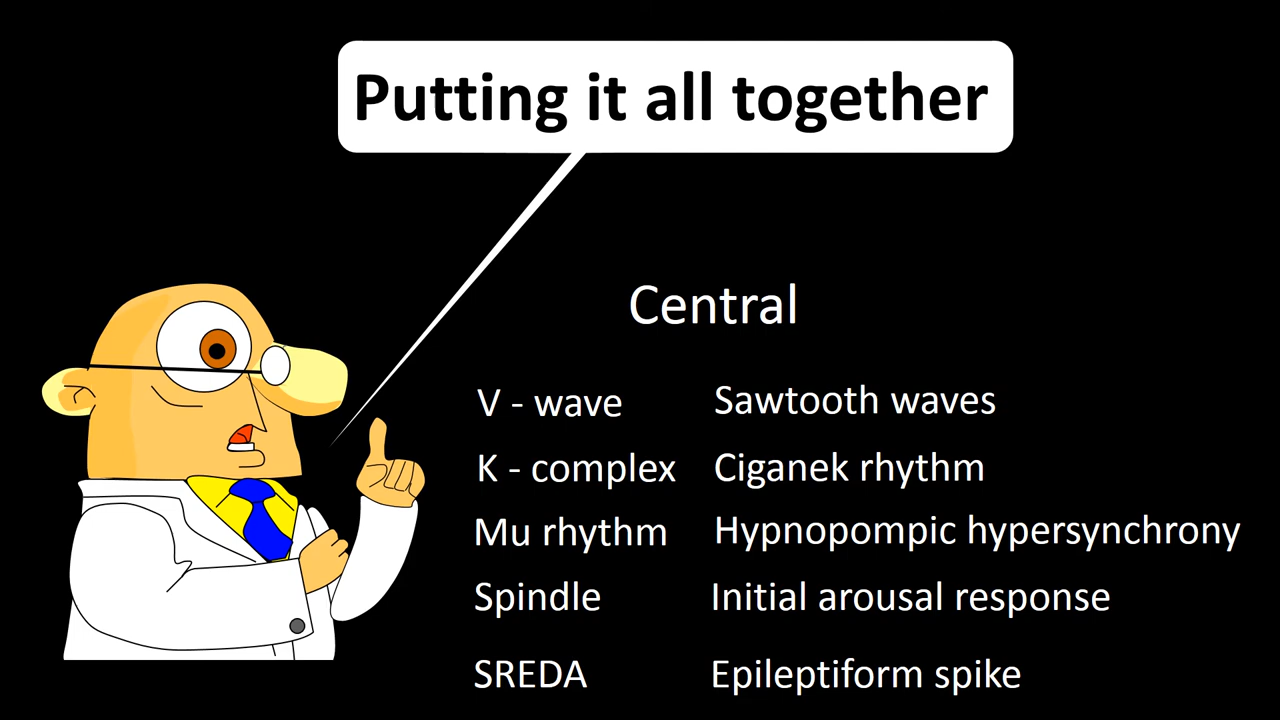 Putting it all together
Central
V - wave
Sawtooth waves
K - complex
Ciganek rhythm
Mu rhythm
Hypnopompic hypersynchrony
Spindle
Initial arousal response
SREDA
Epileptiform spike